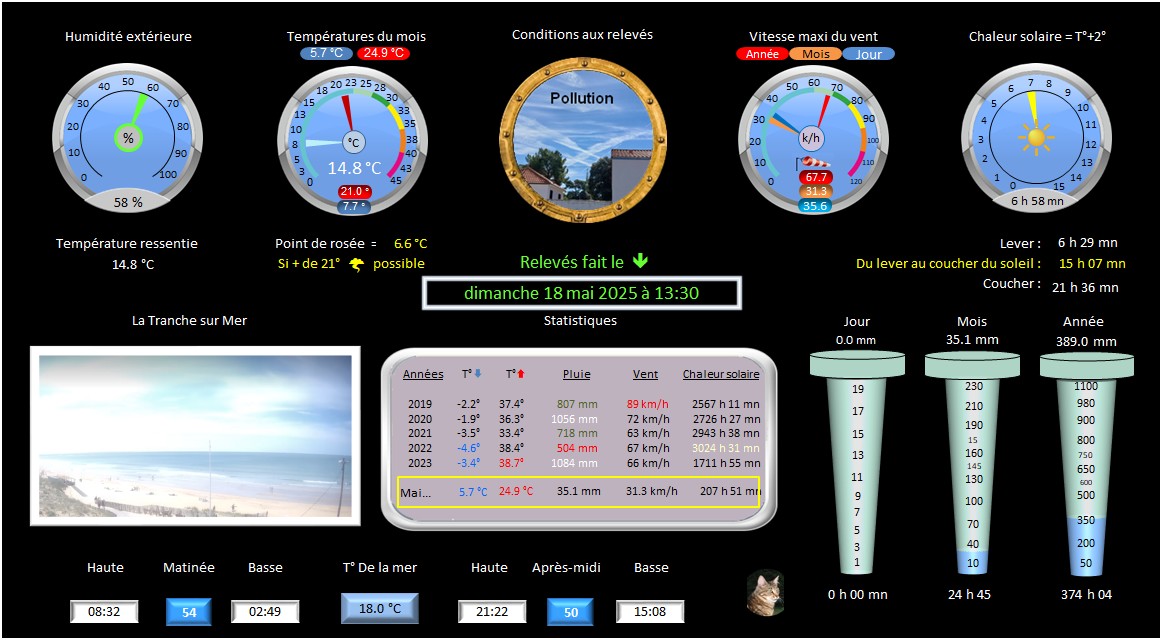 Humidité extérieure
Températures du mois
Conditions aux relevés
Vitesse maxi du vent
Chaleur solaire = T°+2°
5.7 °C 24.9 °C
Année Mois Jour
0 10 20 30 40 50 60 70 80 90 100
%
58 %
0 3 5 8 10 13 15 18 20 23 25 28 30 33 35 38 40 43 45
°C
14.8 °C
21.0 °
7.7 °
Pollution
0 10 20 30 40 50 60 70 80 90 100 110 120
k/h
67.7
31.3
35.6
0 1 2 3 4 5 6 7 8 9 10 11 12 13 14 15
6 h 58 mn
Température ressentie
14.8 °C
Point de rosée = 6.6 °C
Si + de 21° possible
Relevés fait le
dimanche 18 mai 2025 à 13:30
Lever : 6 h 29 mn
Du lever au coucher du soleil : 15 h 07 mn
Coucher : 21 h 36 mn
La Tranche sur Mer
Statistiques
Années T° T° Pluie Vent Chaleur solaire
2019 -2.2° 37.4° 807 mm 89 km/h 2567 h 11 mn
2020 -1.9° 36.3° 1056 mm 72 km/h 2726 h 27 mn
2021 -3.5° 33.4° 718 mm 63 km/h 2943 h 38 mn
2022 -4.6° 38.4° 504 mm 67 km/h 3024 h 31 mn
2023 -3.4° 38.7° 1084 mm 66 km/h 1711 h 55 mn
Mai... 5.7 °C 24.9 °C 35.1 mm 31.3 km/h 207 h 51 mn
Jour
0.0 mm
19
17
15
13
11
9
7
5
3
1
0 h 00 mn
Mois
35.1 mm
230
210
190
15
160
145
130
100
70
40
10
24 h 45
Année
389.0 mm
1100
980
900
800
750
650
600
500
350
200
50
374 h 04
Haute Matinée Basse T° De la mer Haute Après-midi Basse
08:32 54 02:49 18.0 °C 21:22 50 15:08